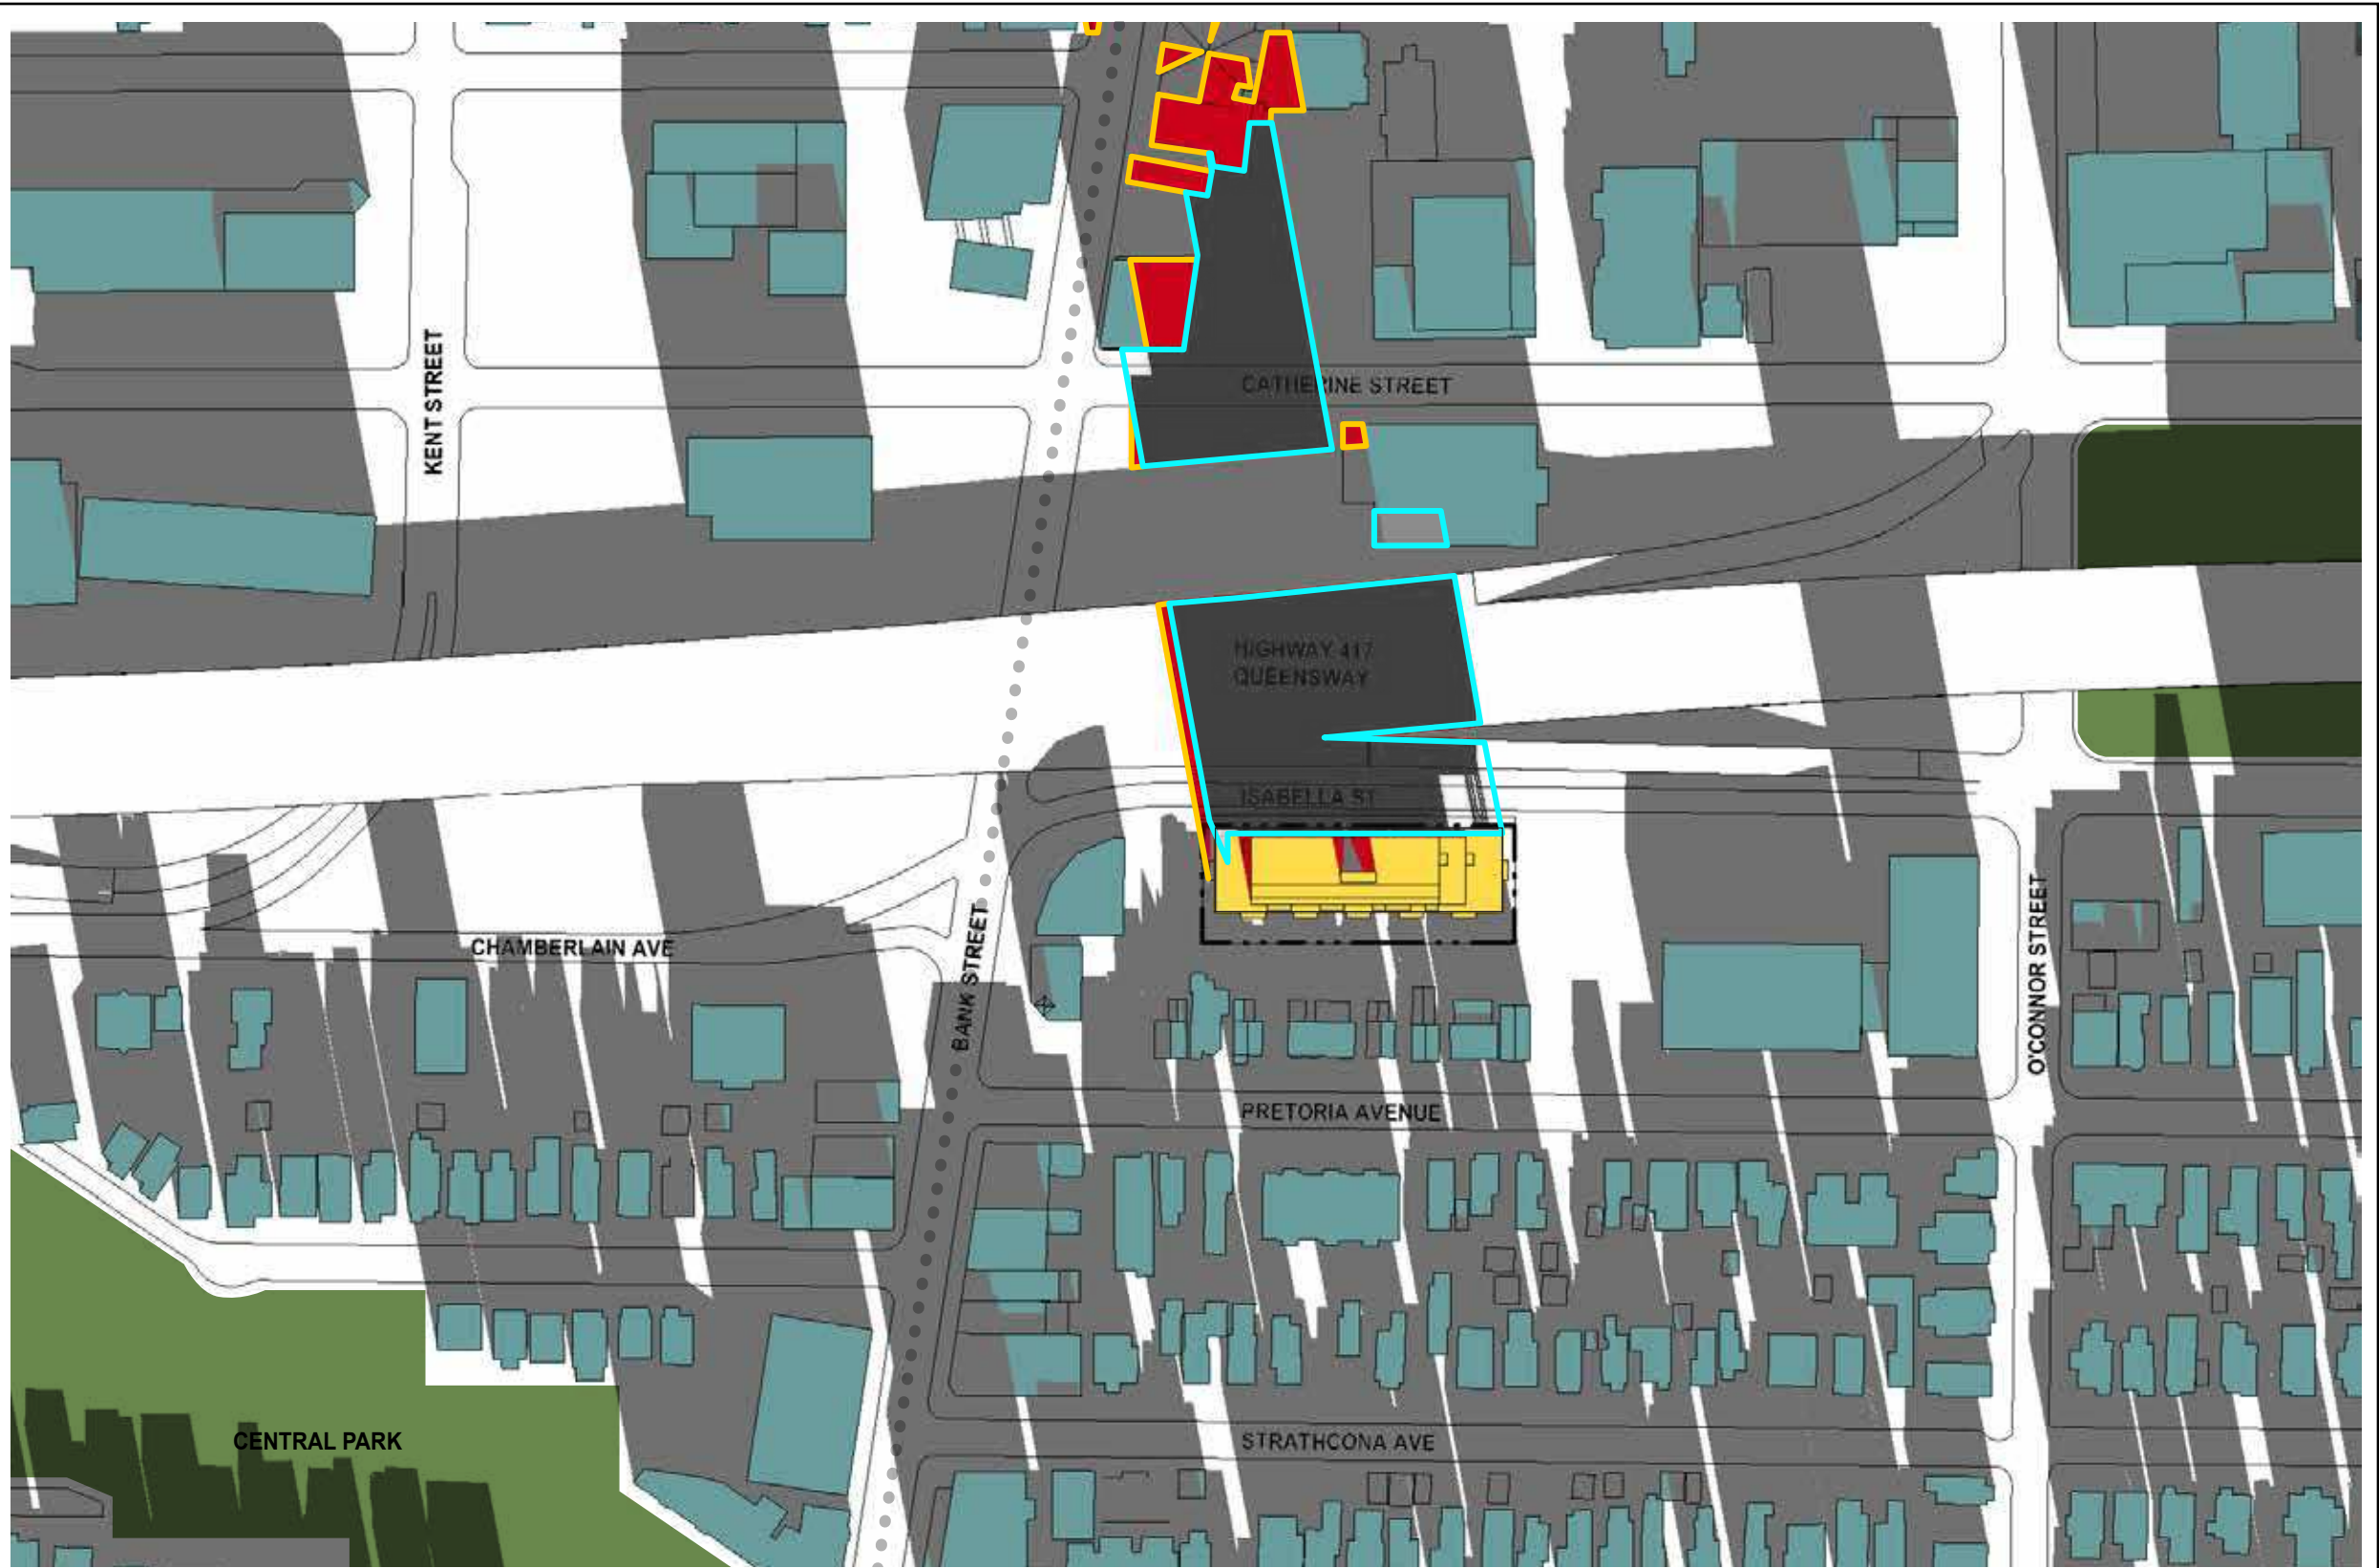 KENT STREET
CATHERINE STREET
HIGHWAY 417
QUEENSWAY
ISABELLA ST
CHAMBERLAIN AVE
BANK STREET
O'CONNOR STREET
PRETORIA AVENUE
CENTRAL PARK
STRATHCONA AVE